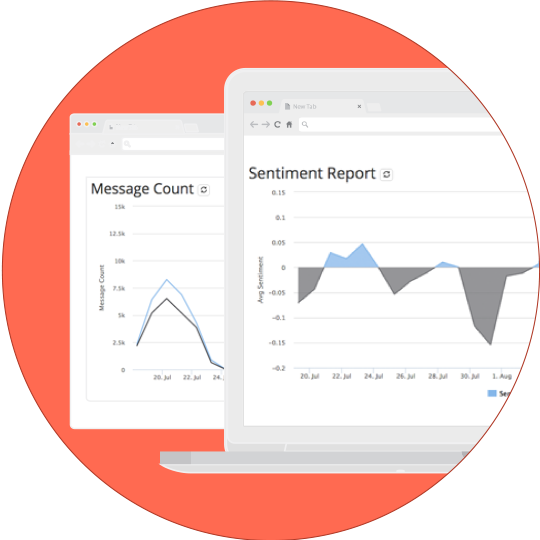 New Tab
Message Count
15k
12.5k
10k
7.5k
5k
2.5k
0
Message Count
20. Jul
22. Jul
24.
Sentiment Report
0.15
0.1
0.05
0
−0.05
−0.1
−0.15
−0.2
Avg Sentiment
20. Jul
22. Jul
24. Jul
26. Jul
28. Jul
30. Jul
1. Aug
Sen